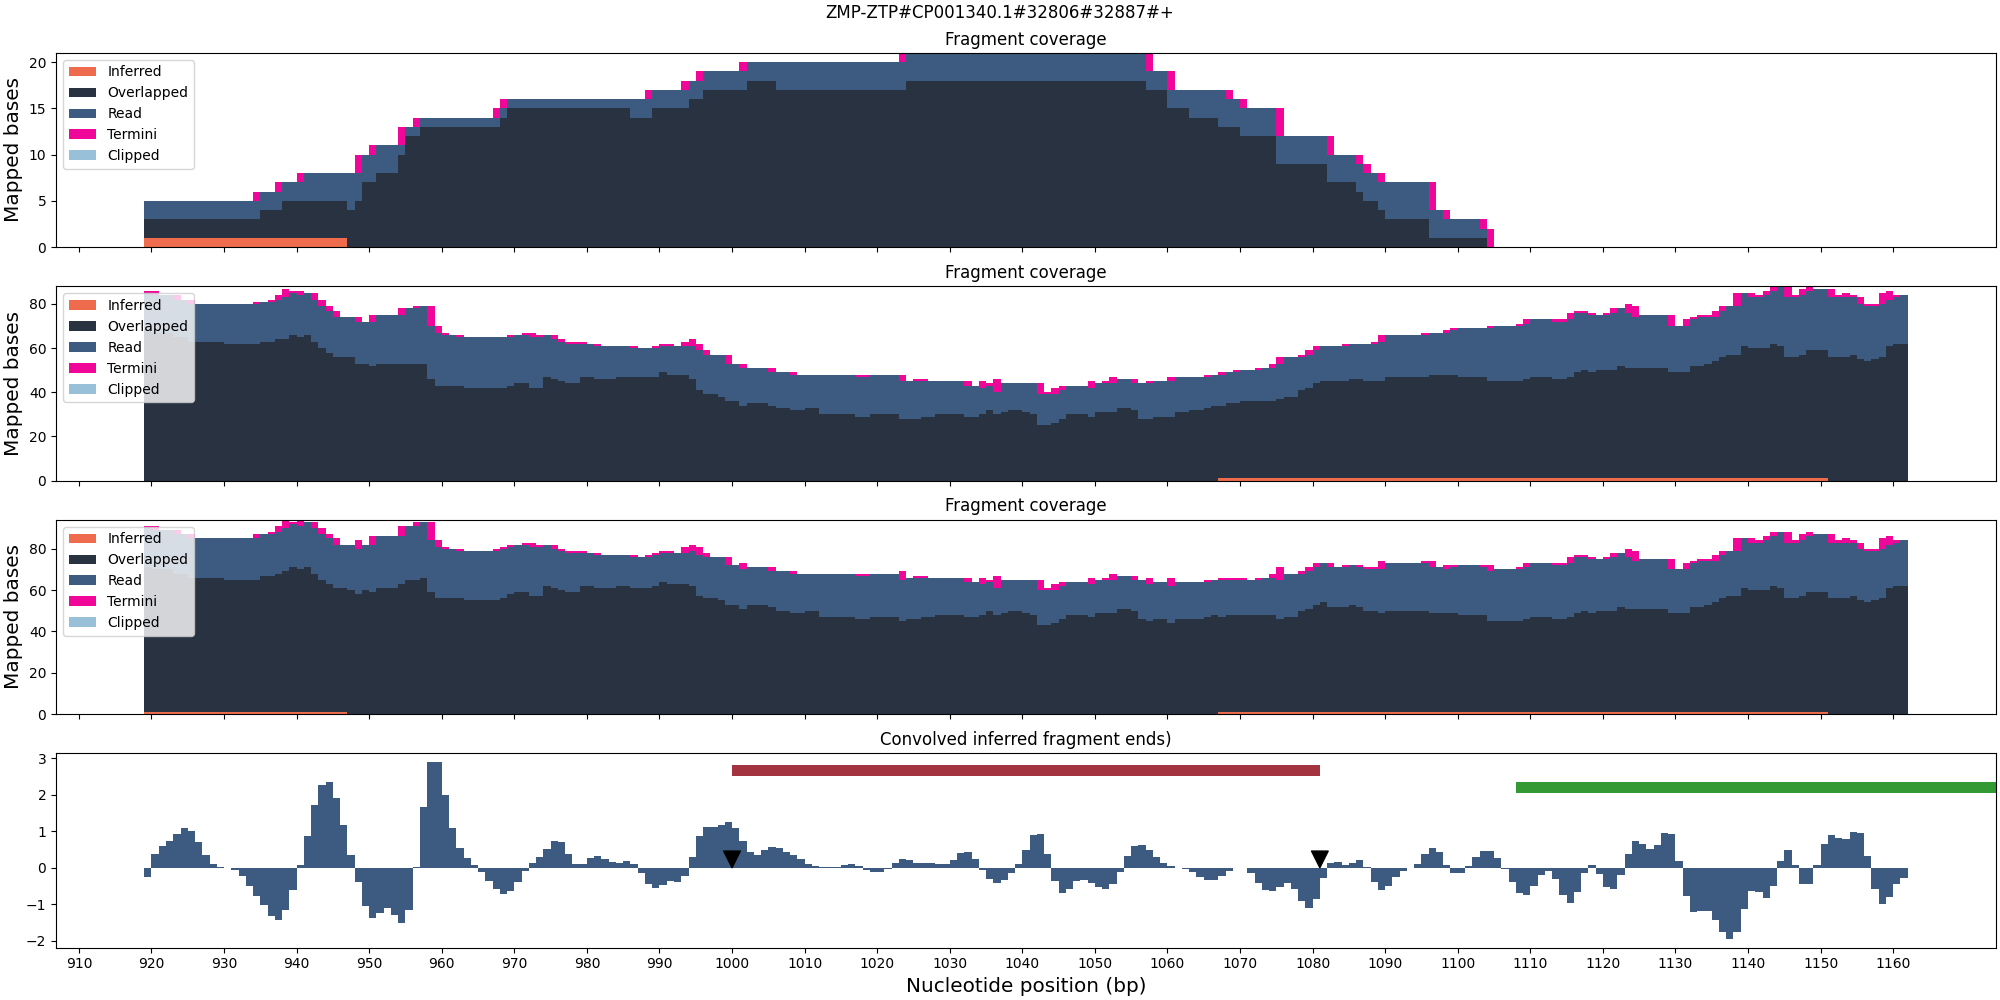 ZMP-ZTP#CP001340.1#32806#32887#+
Fragment coverage
Mapped bases
20
15
10
5
0
Inferred
Overlapped
Read
Termini
Clipped
Fragment coverage
Mapped bases
80
60
40
20
0
Inferred
Overlapped
Read
Termini
Clipped
Fragment coverage
Mapped bases
80
60
40
20
0
Inferred
Overlapped
Read
Termini
Clipped
Convolved inferred fragment ends)
3
2
1
0
−1
−2
910 920 930 940 950 960 970 980 990 1000 1010 1020 1030 1040 1050 1060 1070 1080 1090 1100 1110 1120 1130 1140 1150 1160
Nucleotide position (bp)